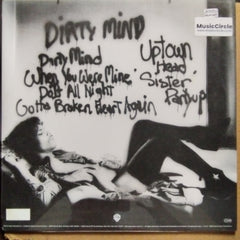 DIRTY MIND
Dirty Mind
When You Were Mine
Do It All Night
Gotta Broken Heart Again
Uptown
Head
Sister
Partyup
MusicCircle